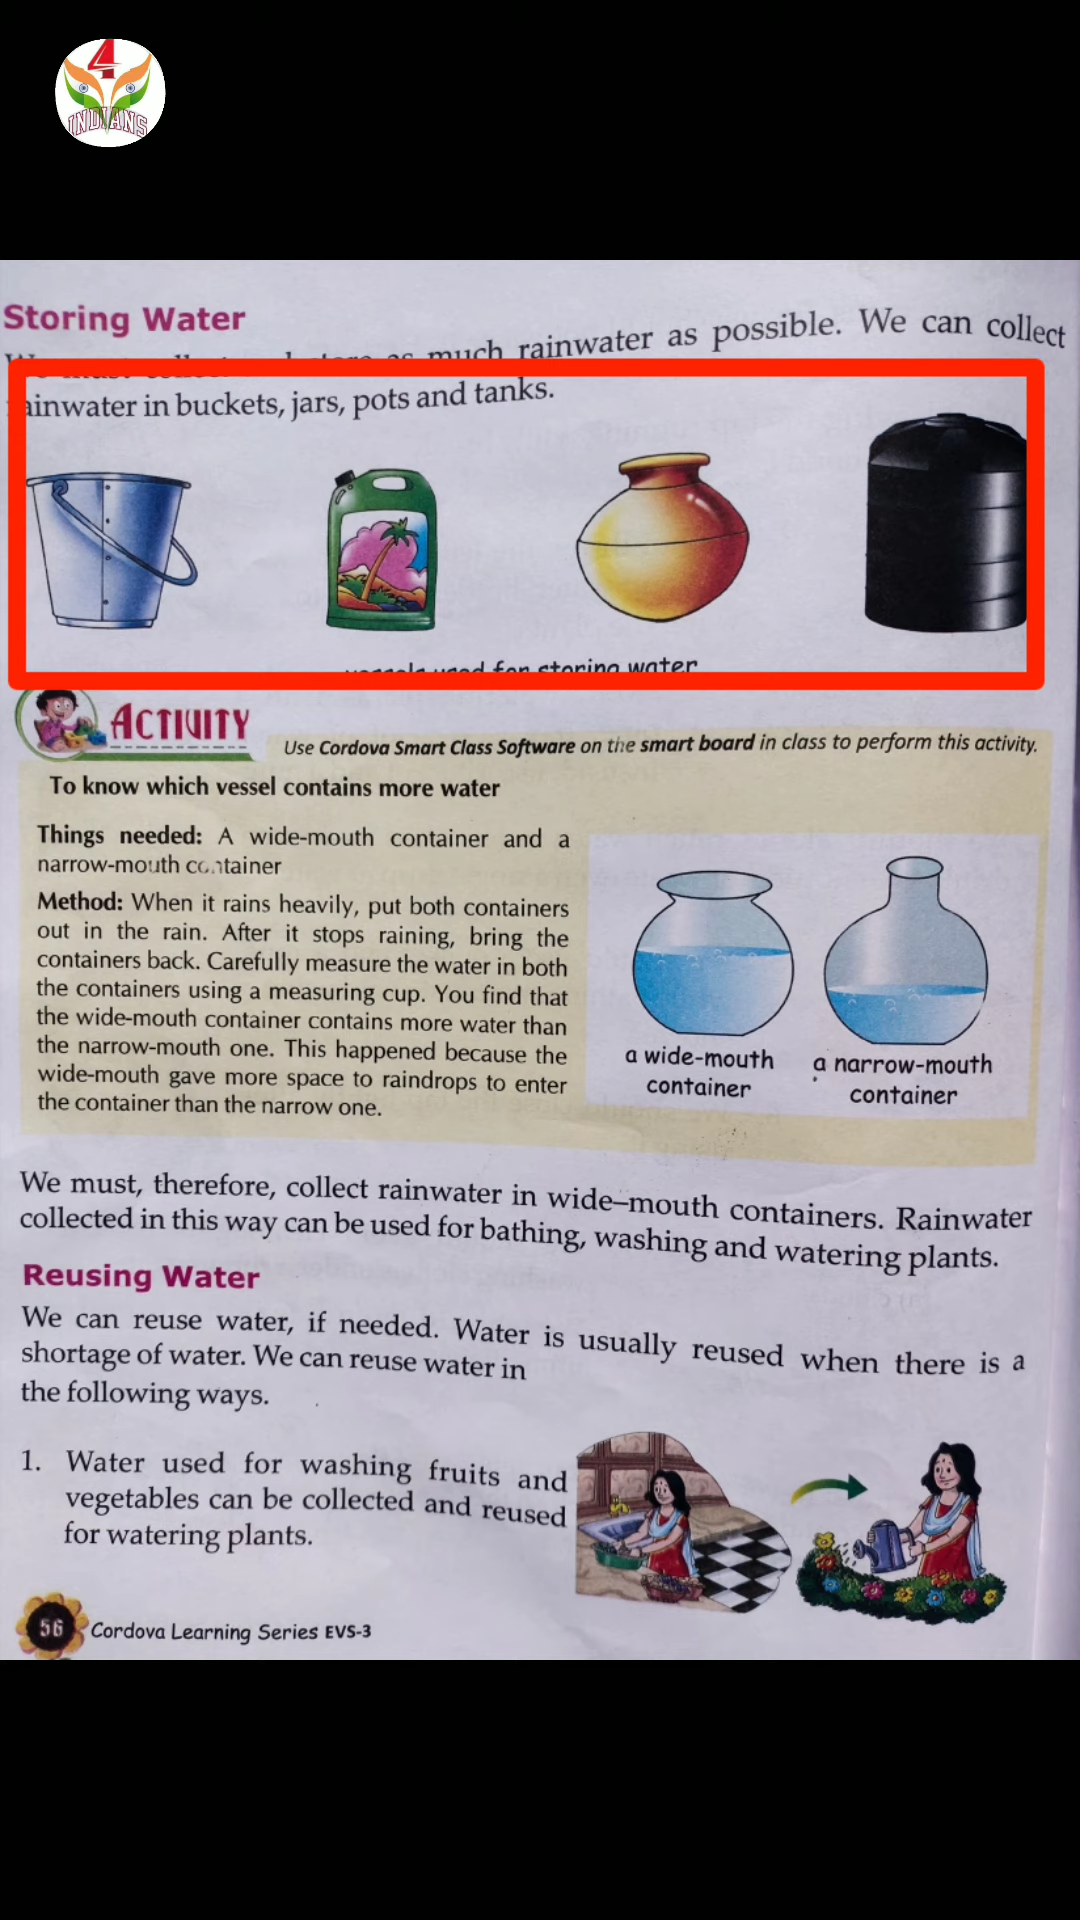 4
INDIANS
Storing Water
much rainwater as possible. We can collect
rainwater in buckets, jars, pots and tanks.
vessels used for storing water
ACTIVITY
Use Cordova Smart Class Software on the smart board in class to perform this activity.
To know which vessel contains more water
Things needed: A wide-mouth container and a
narrow-mouth container
Method: When it rains heavily, put both containers
out in the rain. After it stops raining, bring the
containers back. Carefully measure the water in both
the containers using a measuring cup. You find that
the wide-mouth container contains more water than
the narrow-mouth one. This happened because the
wide-mouth gave more space to raindrops to enter
the container than the narrow one.
a wide-mouth
container
a narrow-mouth
container
We must, therefore, collect rainwater in wide–mouth containers. Rainwater
collected in this way can be used for bathing, washing and watering plants.
Reusing Water
We can reuse water, if needed. Water is usually reused when there is a
shortage of water. We can reuse water in
the following ways.
1. Water used for washing fruits and
vegetables can be collected and reused
for watering plants.
56
Cordova Learning Series EVS-3